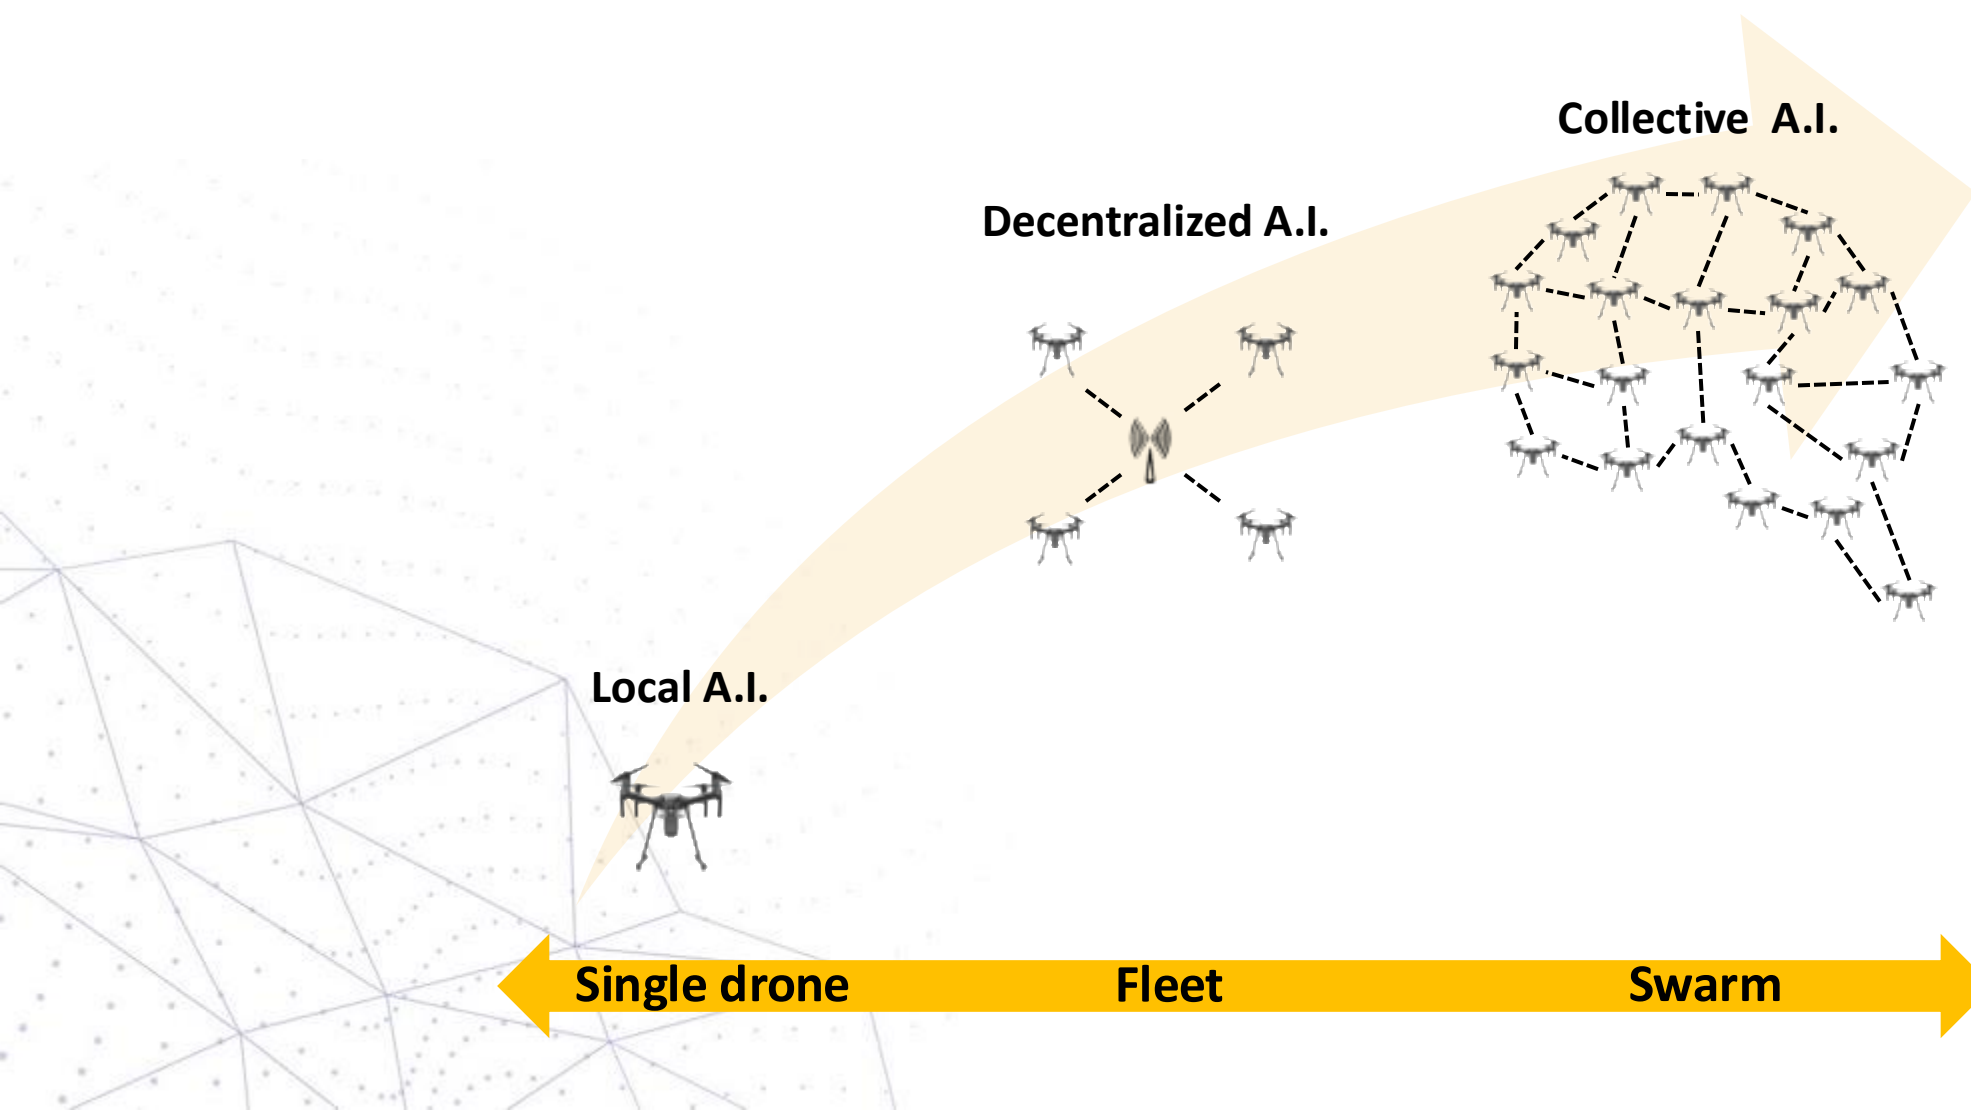 Collective A.I.
Decentralized A.I.
Local A.I.
Single drone
Fleet
Swarm